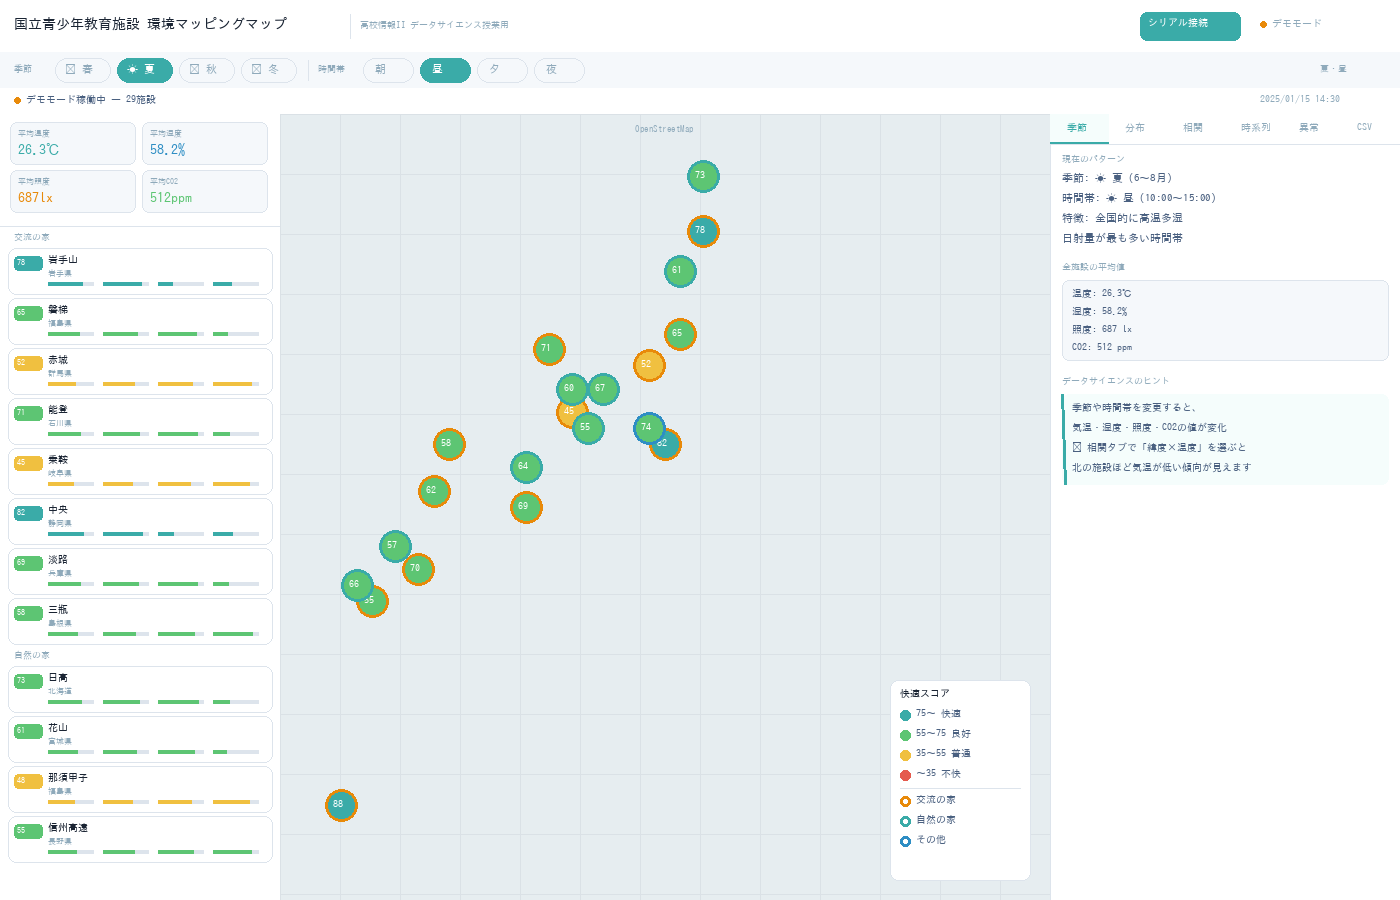 国立青少年教育施設 環境マッピングマップ
高校情報II データサイエンス授業用
シリアル接続
デモモード
季節
春
☀ 夏
秋
冬
時間帯
朝
昼
夕
夜
夏・昼
デモモード稼働中 — 29施設
2025/01/15 14:30
平均温度
26.3℃
平均湿度
58.2%
平均照度
687lx
平均CO2
512ppm
交流の家
78
岩手山
岩手県
65
磐梯
福島県
52
赤城
群馬県
71
能登
石川県
45
乗鞍
岐阜県
82
中央
静岡県
69
淡路
兵庫県
58
三瓶
島根県
自然の家
73
日高
北海道
61
花山
宮城県
48
那須甲子
福島県
55
信州高遠
長野県
OpenStreetMap
73
78
61
65
71
52
60
67
45
55
74
82
58
64
62
69
57
70
66
55
88
快適スコア
75〜 快適
55〜75 良好
35〜55 普通
〜35 不快
交流の家
自然の家
その他
季節
分布
相関
時系列
異常
CSV
現在のパターン
季節: ☀ 夏 (6〜8月)
時間帯: ☀ 昼 (10:00〜15:00)
特徴: 全国的に高温多湿
日射量が最も多い時間帯
全施設の平均値
温度: 26.3℃
湿度: 58.2%
照度: 687 lx
CO2: 512 ppm
データサイエンスのヒント
季節や時間帯を変更すると、
気温・湿度・照度・CO2の値が変化
相関タブで「緯度×温度」を選ぶと
北の施設ほど気温が低い傾向が見えます